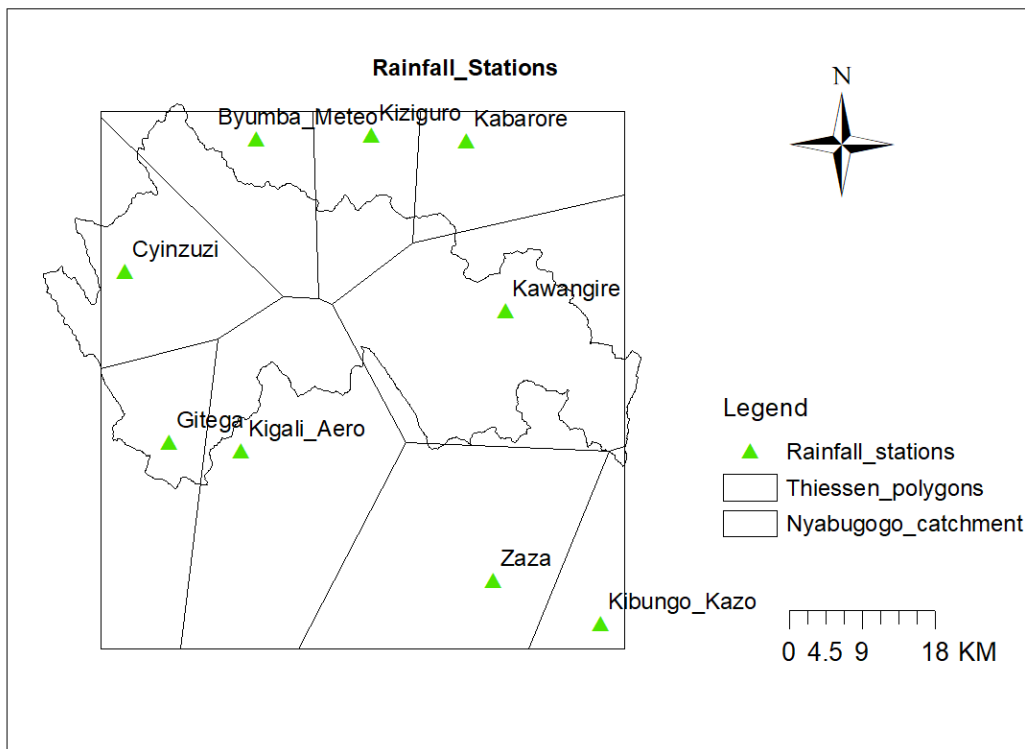 Rainfall_Stations
N
Byumba_Meteo
Kiziguro
Kabarore
Cyinzuzi
Kawangire
Gitega
Kigali_Aero
Zaza
Kibungo_Kazo
Legend
Rainfall_stations
Thiessen_polygons
Nyabugogo_catchment
0 4.5 9 18 KM